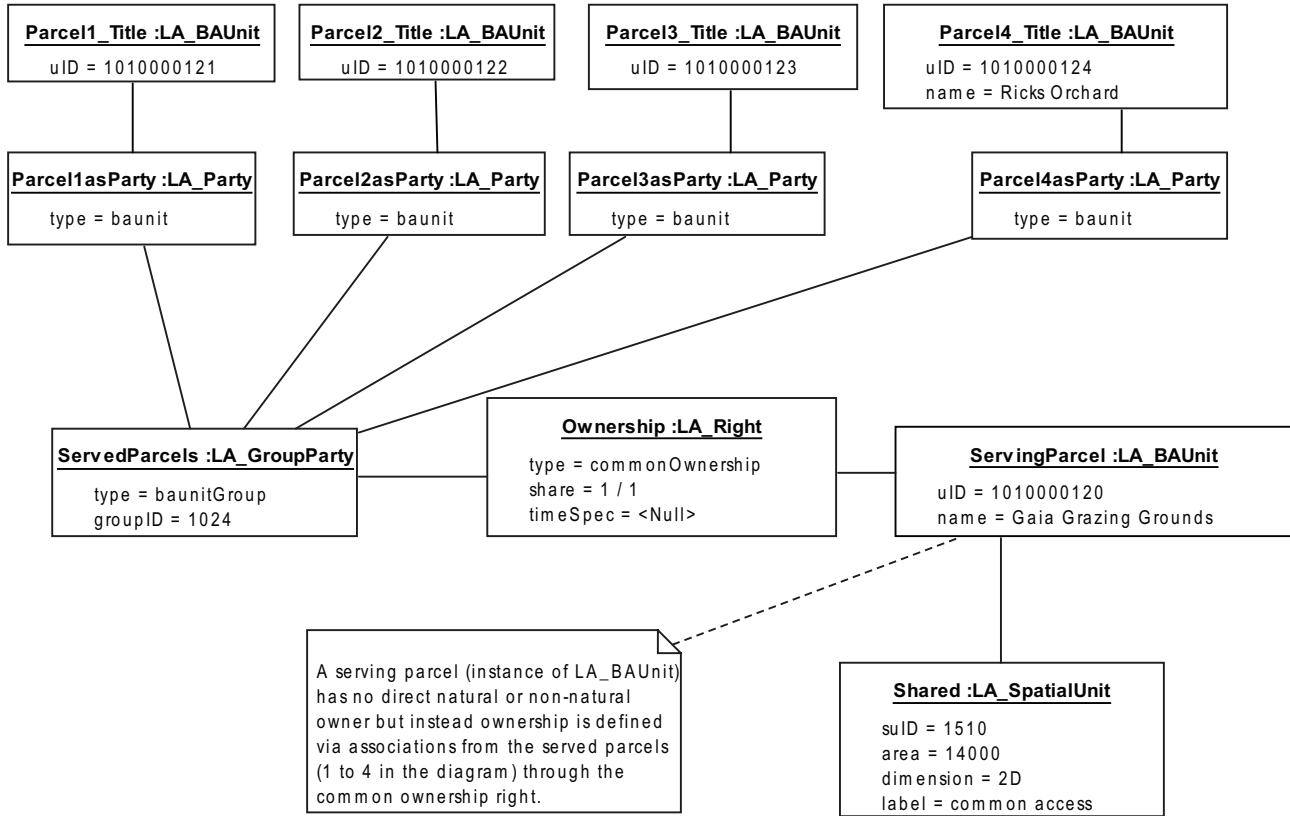 Parcel1_Title :LA_BAUnit
uID = 1010000121
Parcel2_Title :LA_BAUnit
uID = 1010000122
Parcel3_Title :LA_BAUnit
uID = 1010000123
Parcel4_Title :LA_BAUnit
uID = 1010000124
name = Ricks Orchard
Parcel1asParty :LA_Party
type = baunit
Parcel2asParty :LA_Party
type = baunit
Parcel3asParty :LA_Party
type = baunit
Parcel4asParty :LA_Party
type = baunit
ServedParcels :LA_GroupParty
type = baunitGroup
groupID = 1024
Ownership :LA_Right
type = commonOwnership
share = 1 / 1
timeSpec = <Null>
ServingParcel :LA_BAUnit
uID = 1010000120
name = Gaia Grazing Grounds
A serving parcel (instance of LA_BAUnit)
has no direct natural or non-natural
owner but instead ownership is defined
via associations from the served parcels
(1 to 4 in the diagram) through the
common ownership right.
Shared :LA_SpatialUnit
suID = 1510
area = 14000
dimension = 2D
label = common access